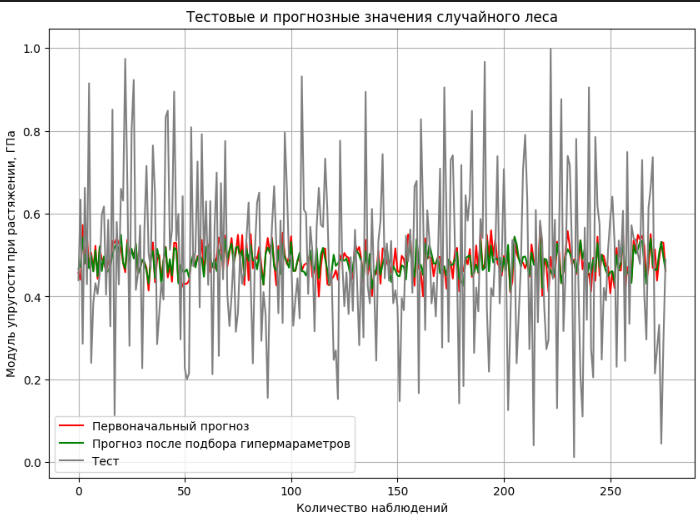 Тестовые и прогнозные значения случайного леса
Модуль упругости при растяжении, ГПа
1.0
0.8
0.6
0.4
0.2
0.0
Первоначальный прогноз
Прогноз после подбора гипермараметров
Тест
0 50 100 150 200 250
Количество наблюдений